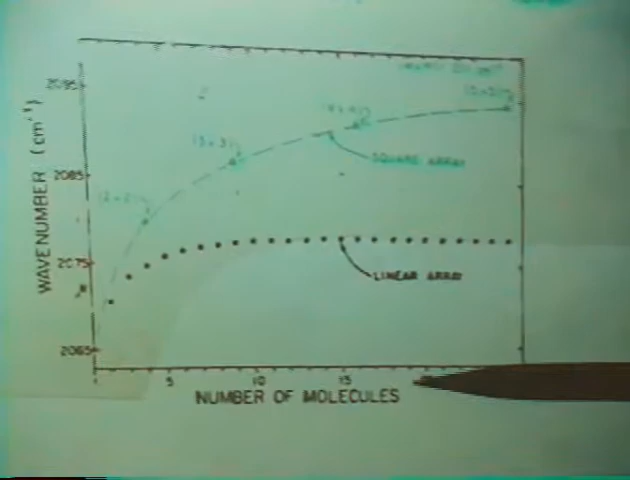 2095
(5×5)
(4×4)
(3×3)
SQUARE ARRAY
2085
(2×2)
WAVENUMBER (cm⁻¹)
2075
LINEAR ARRAY
2065
1 5 10 15
NUMBER OF MOLECULES